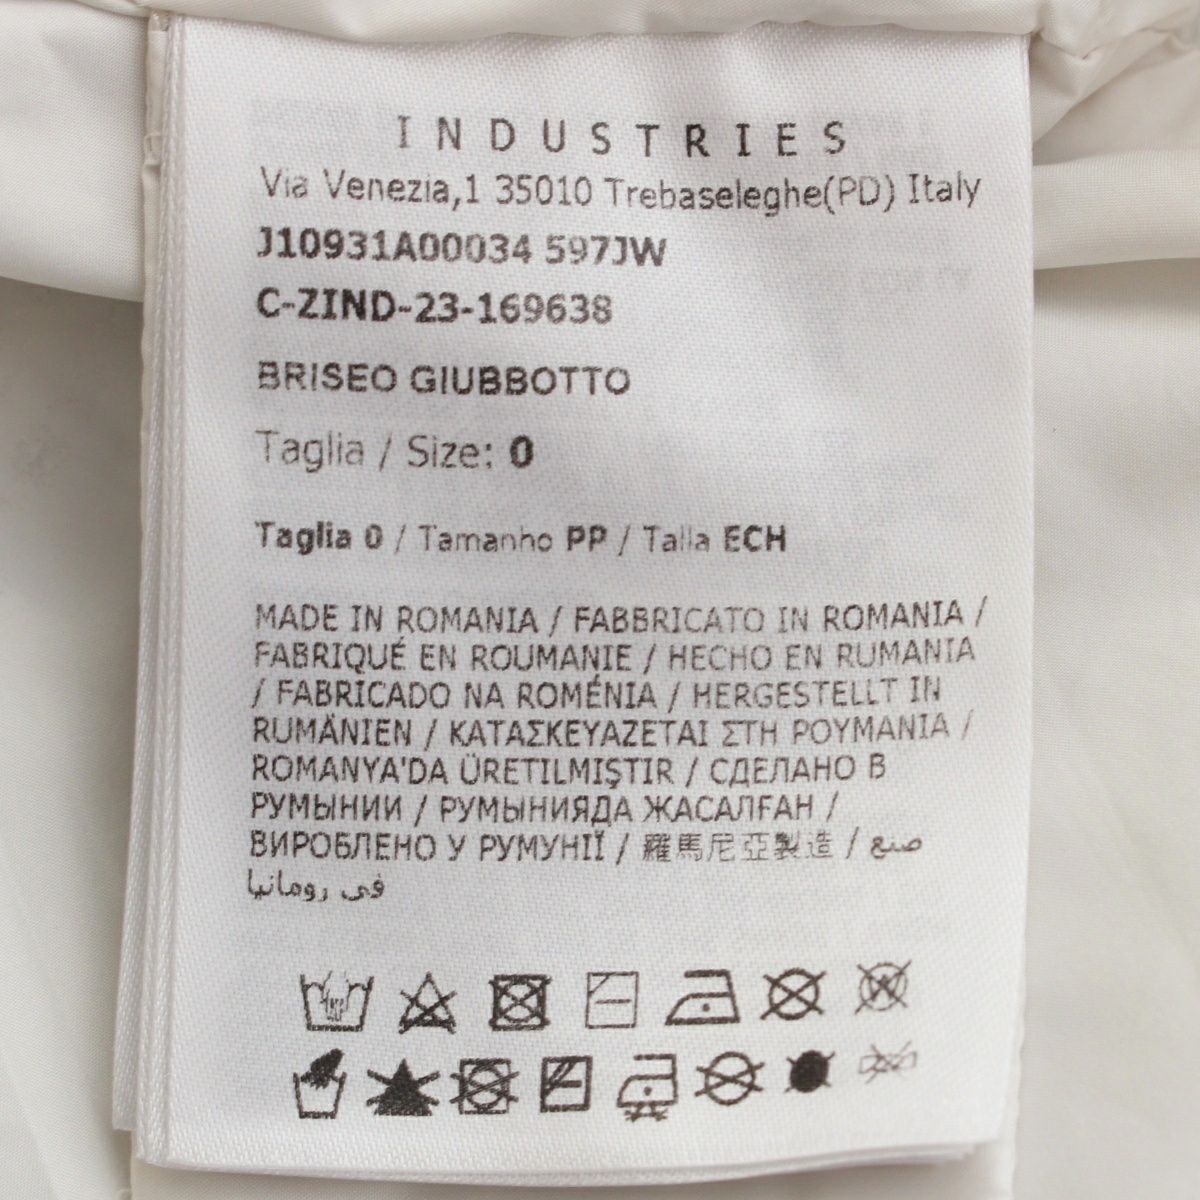 INDUSTRIES
Via Venezia,1 35010 Trebaseleghe(PD) Italy
J10931A00034 597JW
C-ZIND-23-169638
BRISEO GIUBBOTTO
Taglia / Size: 0
Taglia 0 / Tamanho PP / Talla ECH
MADE IN ROMANIA / FABBRICATO IN ROMANIA /
FABRIQUÉ EN ROUMANIE / HECHO EN RUMANIA
/ FABRICADO NA ROMÉNIA / HERGESTELLT IN
RUMÄNIEN / ΚΑΤΑΣΚΕΥΑΖΕΤΑΙ ΣΤΗ ΡΟΥΜΑΝΙΑ /
ROMANYA'DA ÜRETILMIŞTIR / СДЕЛАНО В
РУМЫНИИ / РУМЫНИЯДА ЖАСАЛҒАН /
ВИРОБЛЕНО У РУМУНІЇ / 羅馬尼亞製造 / صنع
في رومانيا